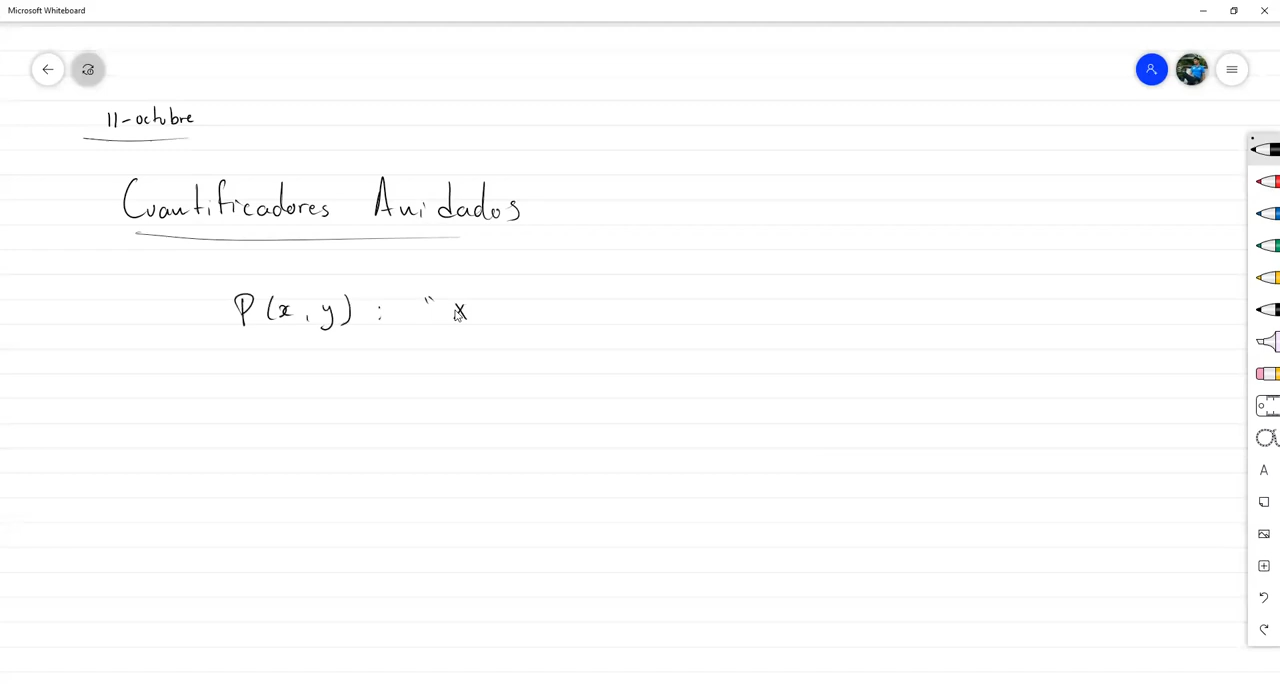 Microsoft Whiteboard
11-octubre
Cuantificadores Anidados
P(x, y) : " x
A